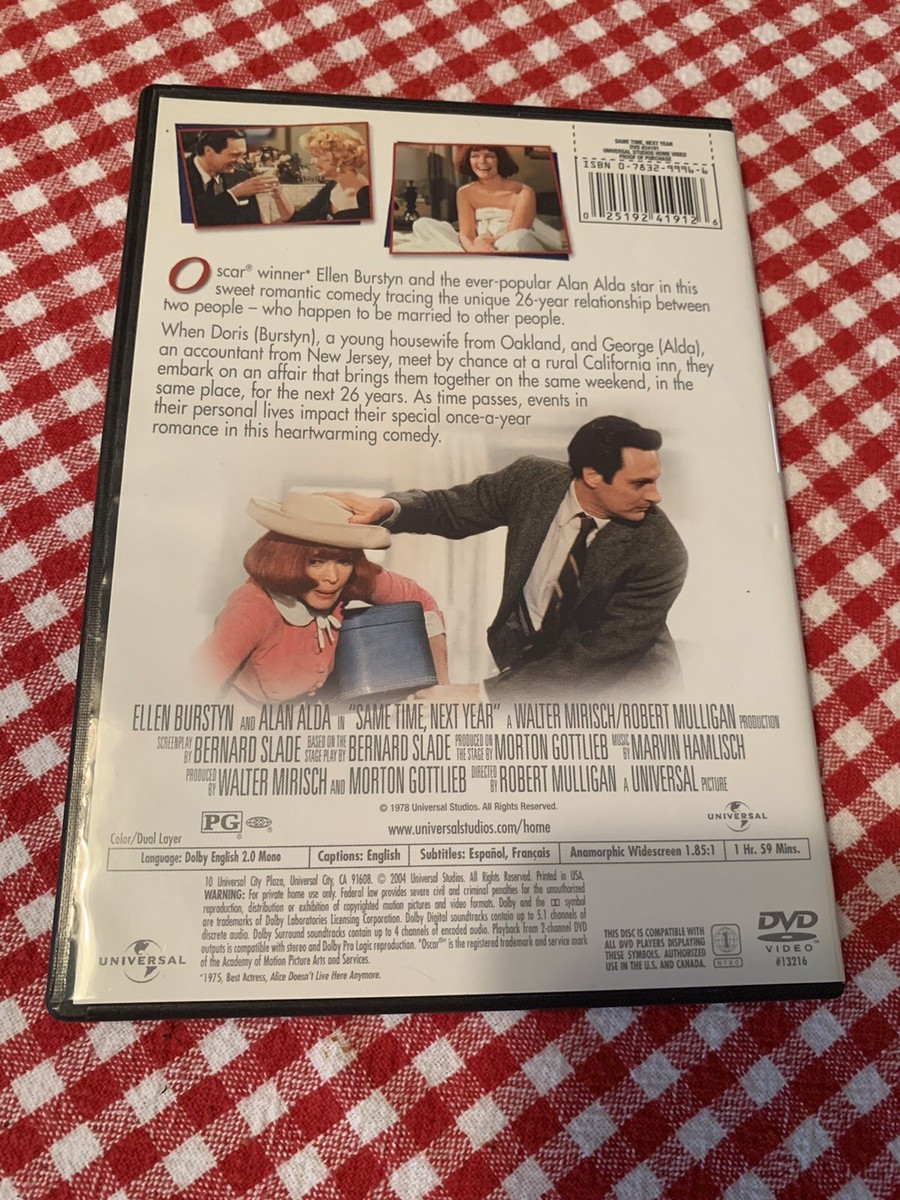 SAME TIME, NEXT YEAR
DVD #24191
UNIVERSAL STUDIOS HOME VIDEO
PROOF OF PURCHASE
ISBN 0-7832-9996-6
0 25192 41912 6
Oscar® winner* Ellen Burstyn and the ever-popular Alan Alda star in this
sweet romantic comedy tracing the unique 26-year relationship between
two people – who happen to be married to other people.
When Doris (Burstyn), a young housewife from Oakland, and George (Alda),
an accountant from New Jersey, meet by chance at a rural California inn, they
embark on an affair that brings them together on the same weekend, in the
same place, for the next 26 years. As time passes, events in
their personal lives impact their special once-a-year
romance in this heartwarming comedy.
ELLEN BURSTYN AND ALAN ALDA IN "SAME TIME, NEXT YEAR" A WALTER MIRISCH/ROBERT MULLIGAN PRODUCTION
SCREENPLAY BY BERNARD SLADE BASED ON THE STAGE PLAY BY BERNARD SLADE PRODUCED ON THE STAGE BY MORTON GOTTLIEB MUSIC BY MARVIN HAMLISCH
PRODUCED BY WALTER MIRISCH AND MORTON GOTTLIEB DIRECTED BY ROBERT MULLIGAN A UNIVERSAL PICTURE
© 1978 Universal Studios. All Rights Reserved.
PG
www.universalstudios.com/home
UNIVERSAL
Color/Dual Layer
Language: Dolby English 2.0 Mono Captions: English Subtitles: Español, Français Anamorphic Widescreen 1.85:1 1 Hr. 59 Mins.
10 Universal City Plaza, Universal City, CA 91608. © 2004 Universal Studios. All Rights Reserved. Printed in USA.
WARNING: For private home use only. Federal law provides severe civil and criminal penalties for the unauthorized
reproduction, distribution or exhibition of copyrighted motion pictures and video formats. Dolby and the DD symbol
are trademarks of Dolby Laboratories Licensing Corporation. Dolby Digital soundtracks contain up to 5.1 channels of
discrete audio. Dolby Surround soundtracks contain up to 4 channels of encoded audio. Playback from 2-channel DVD
outputs is compatible with stereo and Dolby Pro Logic reproduction. "Oscar®" is the registered trademark and service mark
of the Academy of Motion Picture Arts and Services.
*1975, Best Actress, Alice Doesn't Live Here Anymore.
UNIVERSAL
THIS DISC IS COMPATIBLE WITH
ALL DVD PLAYERS DISPLAYING
THESE SYMBOLS. AUTHORIZED
USE IN THE U.S. AND CANADA.
1
NTSC
DVD
VIDEO™
#13216